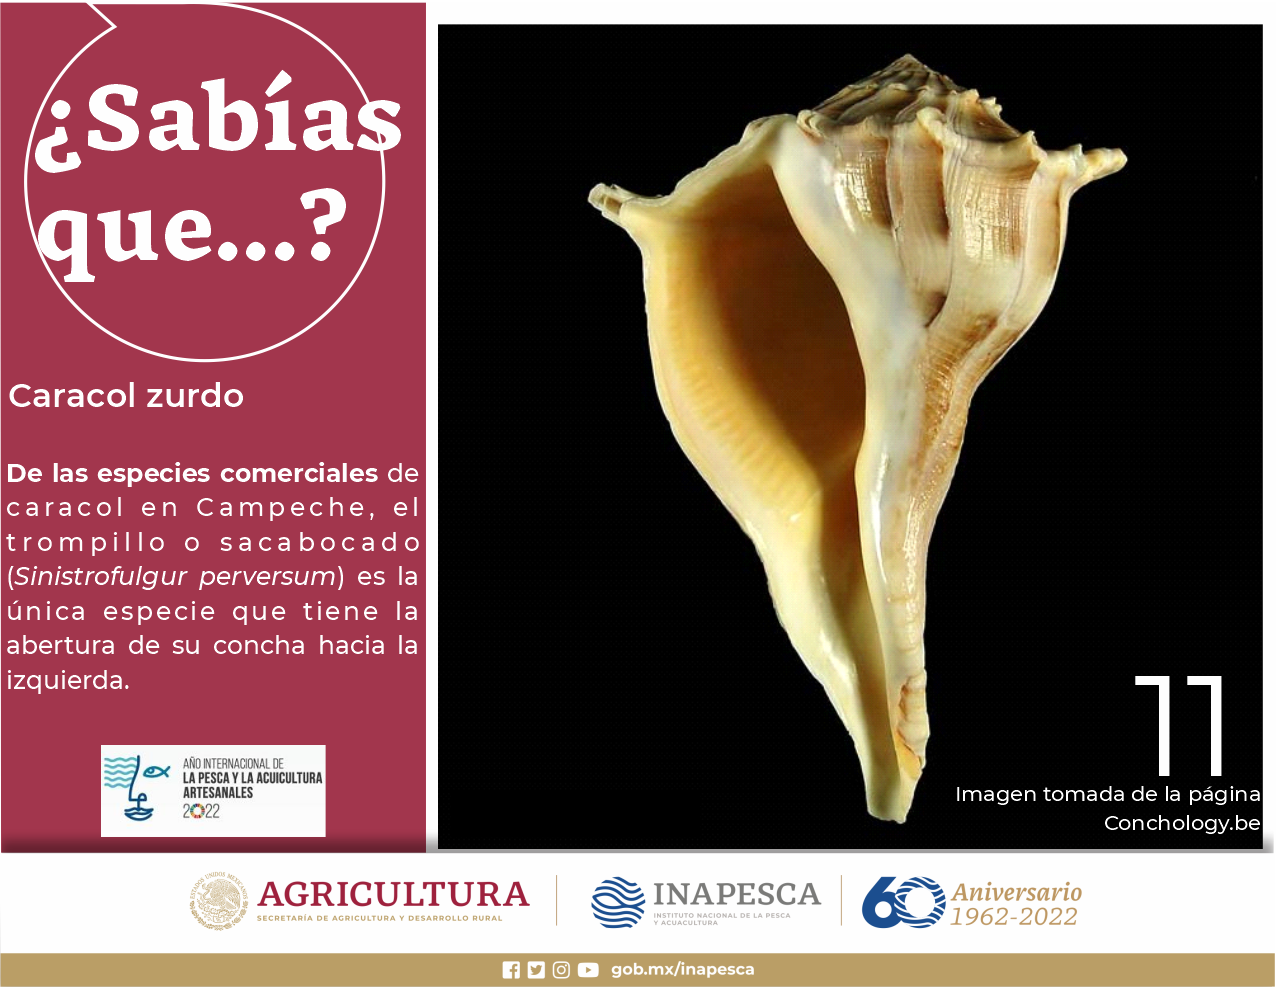 ¿Sabías
que...?
Caracol zurdo
De las especies comerciales de
caracol en Campeche, el
trompillo o sacabocado
(Sinistrofulgur perversum) es la
única especie que tiene la
abertura de su concha hacia la
izquierda.
AÑO INTERNACIONAL DE
LA PESCA Y LA ACUICULTURA
ARTESANALES
2022
11
Imagen tomada de la página
Conchology.be
ESTADOS UNIDOS MEXICANOS
AGRICULTURA
SECRETARÍA DE AGRICULTURA Y DESARROLLO RURAL
INAPESCA
INSTITUTO NACIONAL DE LA PESCA
Y ACUACULTURA
60 Aniversario
1962-2022
gob.mx/inapesca